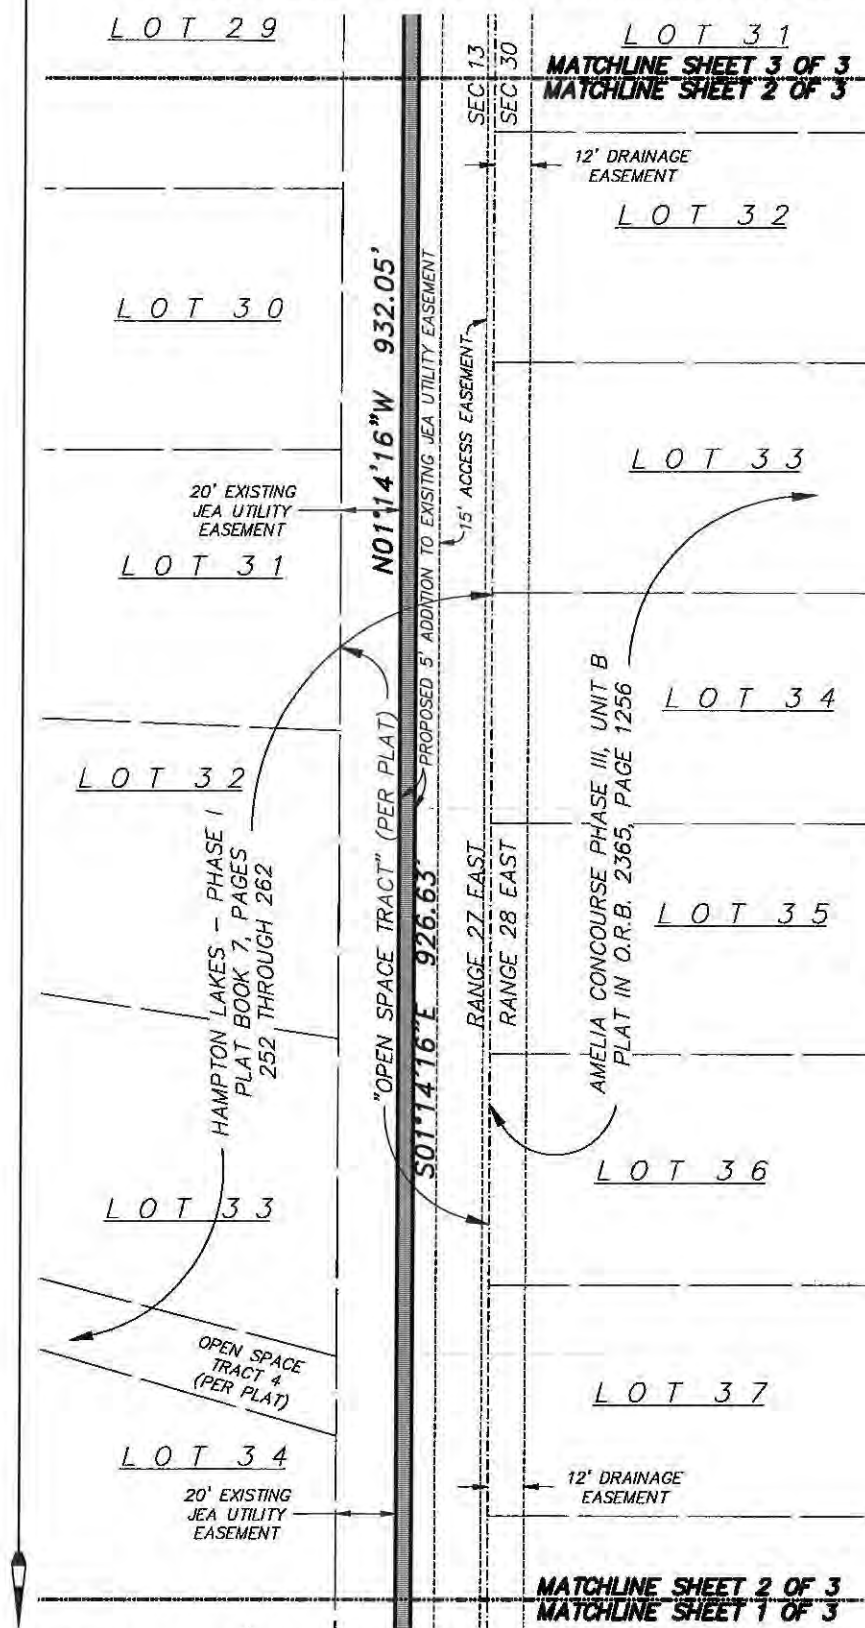 LOT 29
LOT 31
SEC 13
SEC 30
MATCHLINE SHEET 3 OF 3
MATCHLINE SHEET 2 OF 3
12' DRAINAGE
EASEMENT
LOT 32
LOT 30
N01°14'16"W 932.05'
PROPOSED 5' ADDITION TO EXISITNG JEA UTILITY EASEMENT
15' ACCESS EASEMENT
LOT 33
20' EXISTING
JEA UTILITY
EASEMENT
LOT 31
LOT 34
LOT 32
HAMPTON LAKES - PHASE I
PLAT BOOK 7, PAGES
252 THROUGH 262
"OPEN SPACE TRACT" (PER PLAT)
S01°14'16"E 926.63'
RANGE 27 EAST
RANGE 28 EAST
AMELIA CONCOURSE PHASE III, UNIT B
PLAT IN O.R.B. 2365, PAGE 1256
LOT 35
LOT 36
LOT 33
OPEN SPACE
TRACT 4
(PER PLAT)
LOT 37
LOT 34
20' EXISTING
JEA UTILITY
EASEMENT
12' DRAINAGE
EASEMENT
MATCHLINE SHEET 2 OF 3
MATCHLINE SHEET 1 OF 3